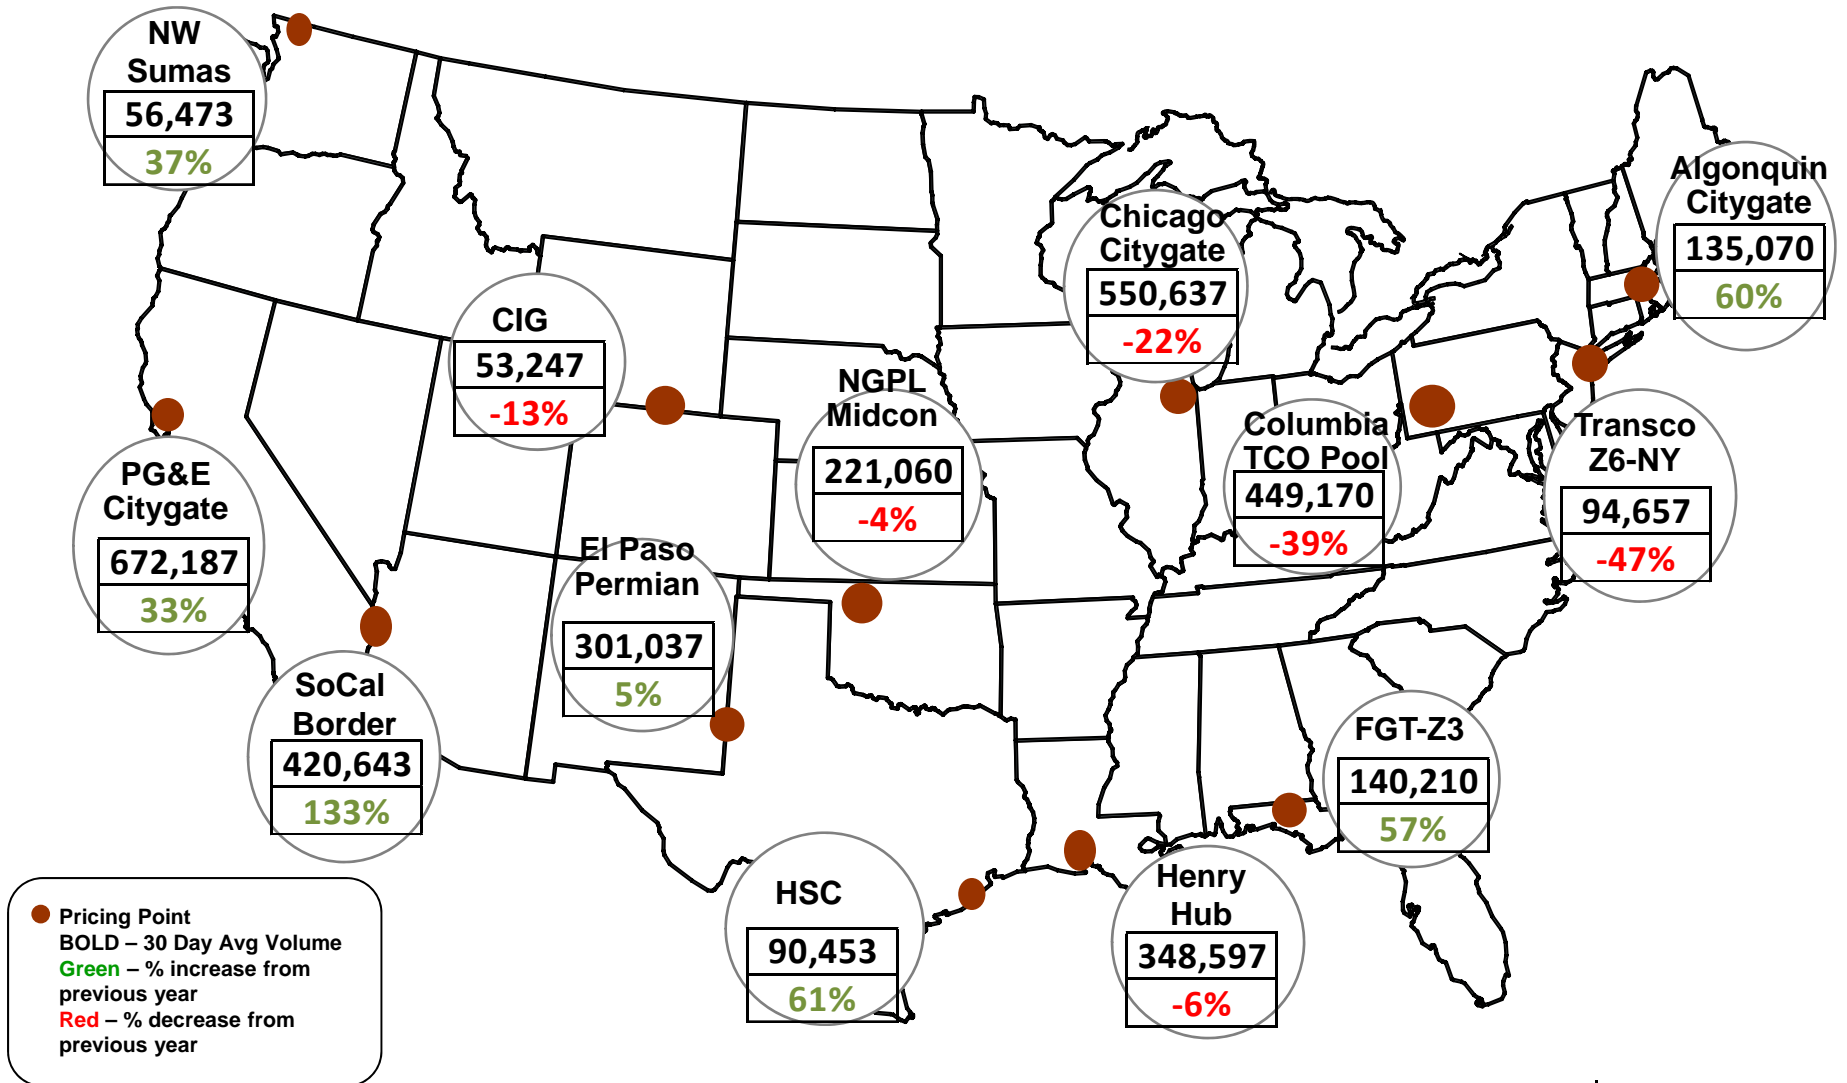 NW
Sumas
56,473
37%
Algonquin
Citygate
135,070
60%
Chicago
Citygate
550,637
-22%
CIG
53,247
-13%
NGPL
Midcon
221,060
-4%
Columbia
TCO Pool
449,170
-39%
Transco
Z6-NY
94,657
-47%
PG&E
Citygate
672,187
33%
El Paso
Permian
301,037
5%
SoCal
Border
420,643
133%
FGT-Z3
140,210
57%
HSC
90,453
61%
Henry
Hub
348,597
-6%
Pricing Point
BOLD – 30 Day Avg Volume
Green – % increase from
previous year
Red – % decrease from
previous year